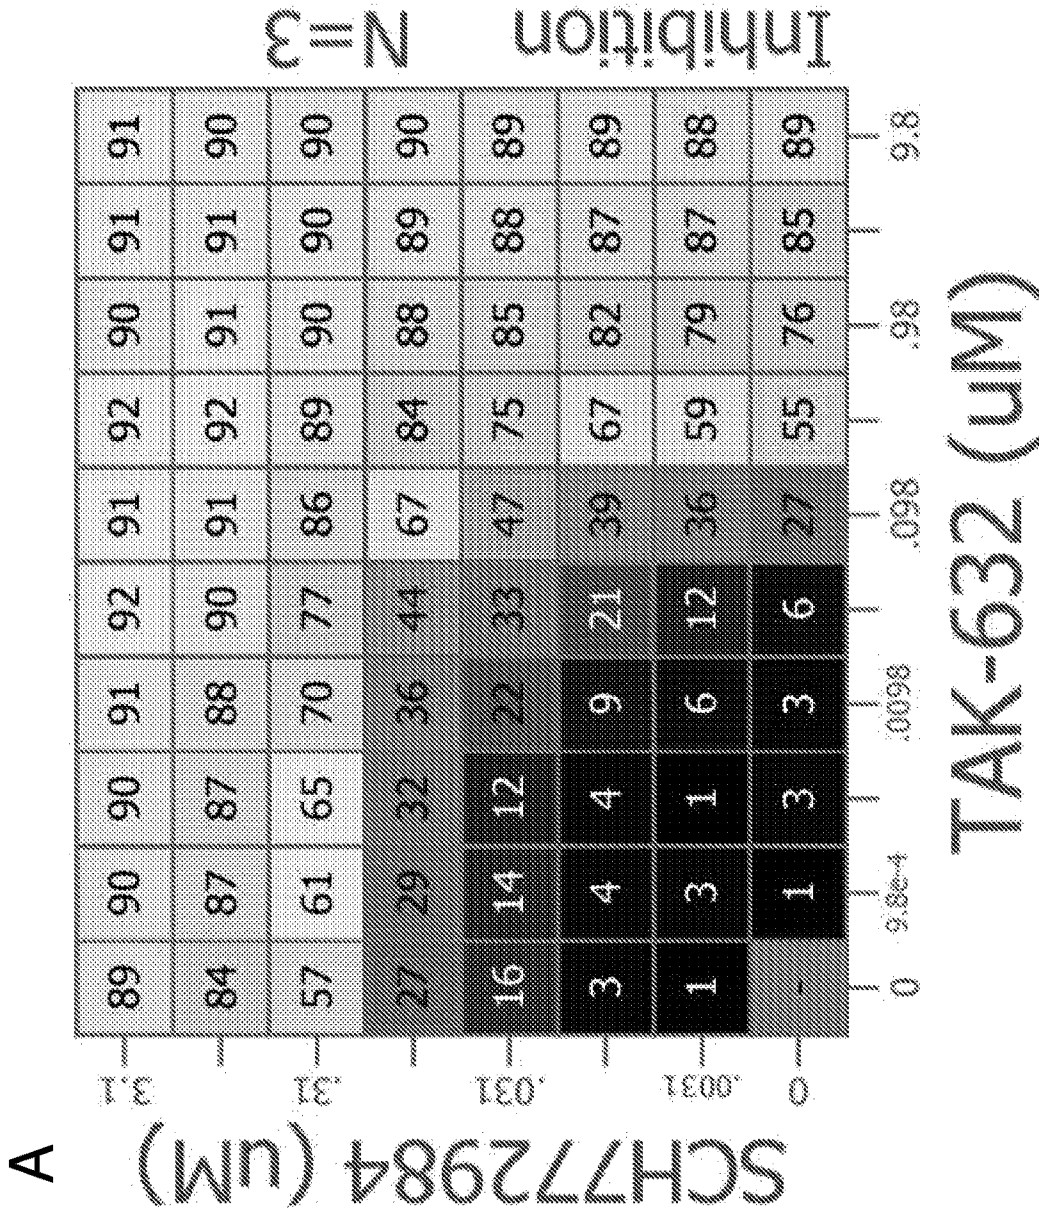 A
SCH772984 (uM)
3.1 89 90 90 91 92 91 92 90 91 91
84 87 87 88 90 91 92 91 91 90
.31 57 61 65 70 77 86 89 90 90 90
27 29 32 36 44 67 84 88 89 90
.031 16 14 12 22 33 47 75 85 88 89
3 4 4 9 21 39 67 82 87 89
.0031 1 3 1 6 12 36 59 79 87 88
0 - 1 3 3 6 27 55 76 85 89
0 9.8e-4 .0098 .098 .98 9.8
TAK-632 (uM)
Inhibition
N=3